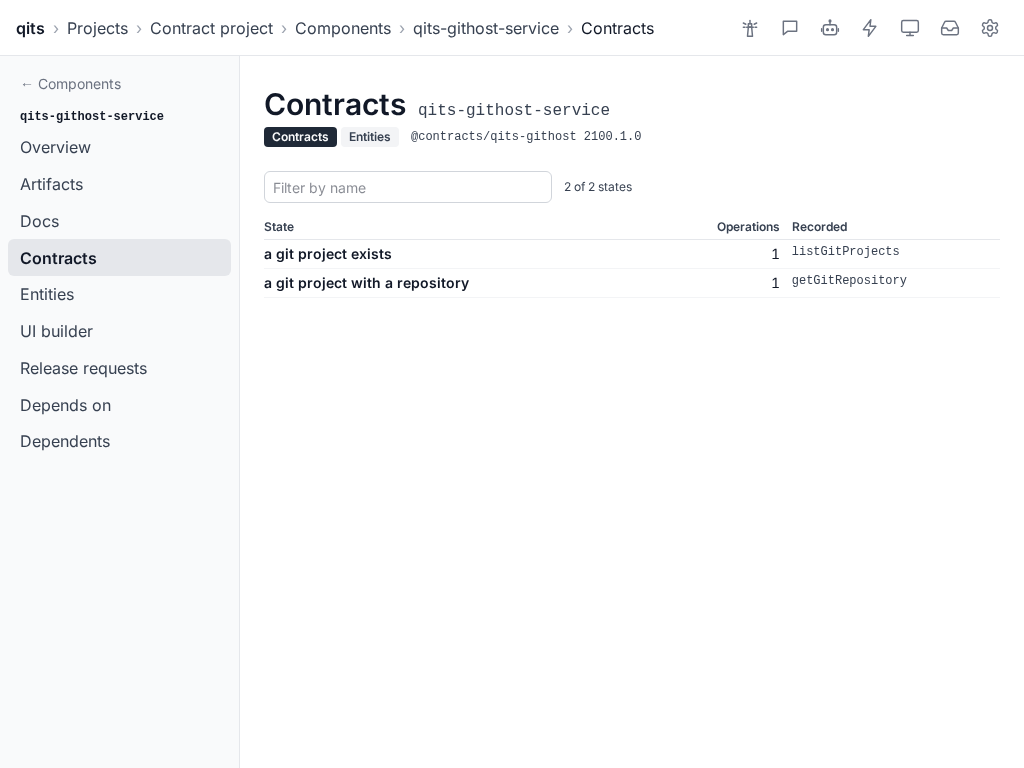 qits › Projects › Contract project › Components › qits-githost-service › Contracts
← Components
qits-githost-service
Overview
Artifacts
Docs
Contracts
Entities
UI builder
Release requests
Depends on
Dependents
Contracts qits-githost-service
Contracts Entities @contracts/qits-githost 2100.1.0
Filter by name 2 of 2 states
State Operations Recorded
a git project exists 1 listGitProjects
a git project with a repository 1 getGitRepository